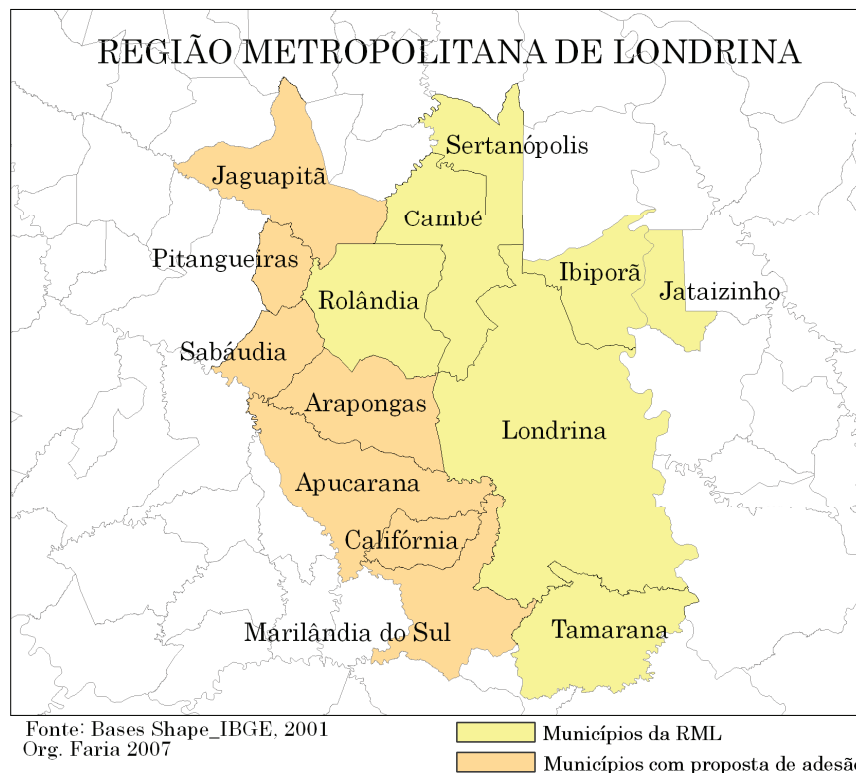 REGIÃO METROPOLITANA DE LONDRINA
Sertanópolis
Jaguapitã
Cambé
Pitangueiras
Ibiporã
Jataizinho
Rolândia
Sabáudia
Arapongas
Londrina
Apucarana
Califórnia
Marilândia do Sul
Tamarana
Fonte: Bases Shape_IBGE, 2001
Org. Faria 2007
Municípios da RML
Municípios com proposta de adesão